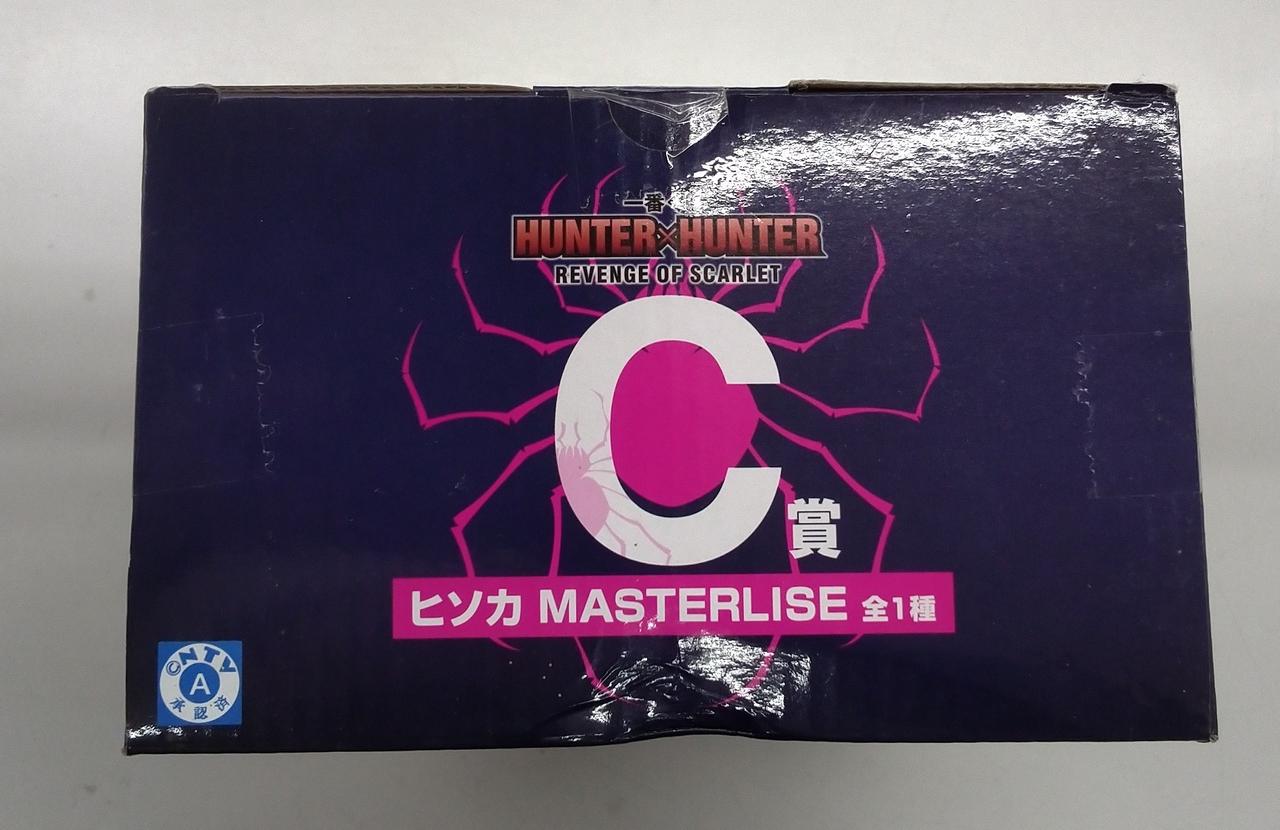 一番
HUNTER×HUNTER
REVENGE OF SCARLET
C賞
ヒソカ MASTERLISE 全1種
©NTV
A
承認済